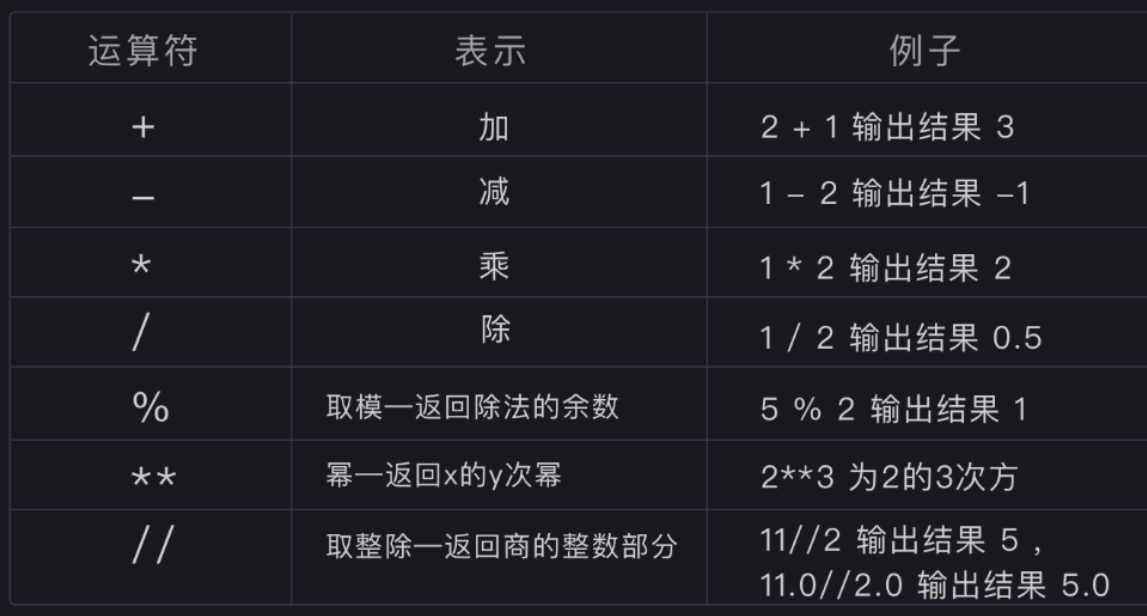 运算符 表示 例子
+ 加 2 + 1 输出结果 3
– 减 1 – 2 输出结果 –1
* 乘 1 * 2 输出结果 2
/ 除 1 / 2 输出结果 0.5
% 取模—返回除法的余数 5 % 2 输出结果 1
** 幂—返回x的y次幂 2**3 为2的3次方
// 取整除—返回商的整数部分 11//2 输出结果 5 ,
11.0//2.0 输出结果 5.0